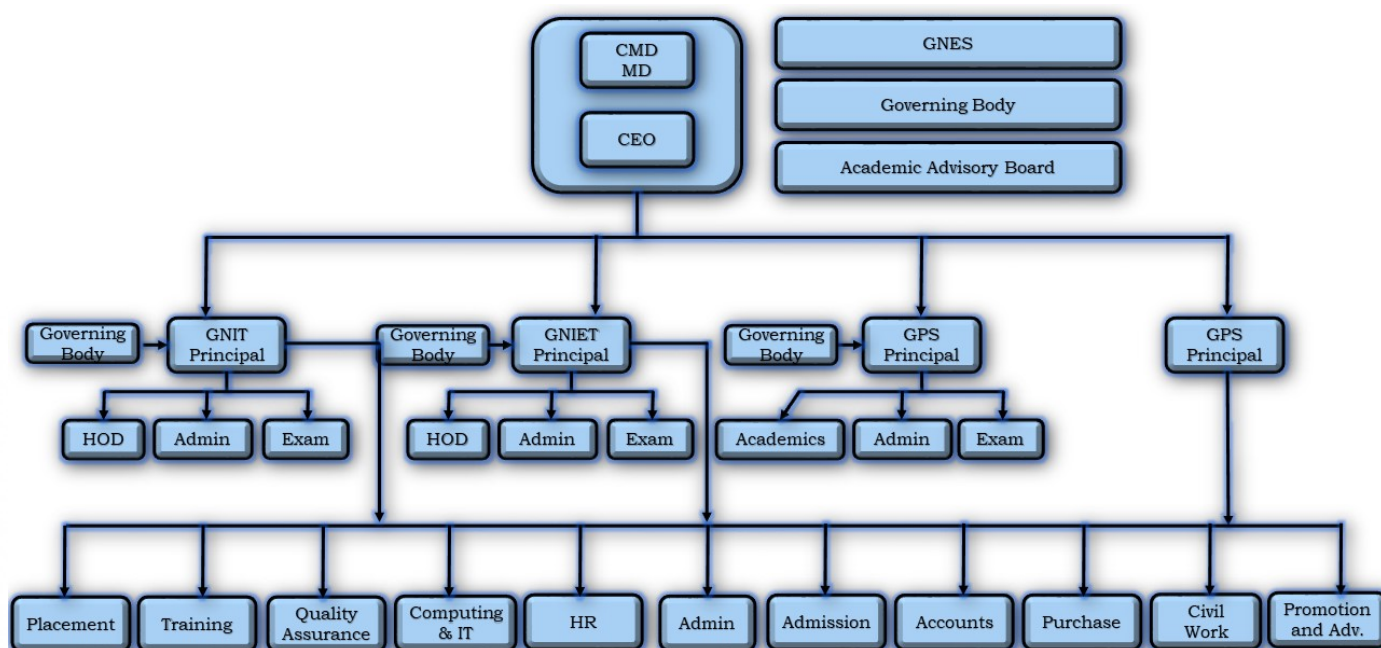 CMD
MD
CEO
GNES
Governing Body
Academic Advisory Board
Governing
Body
GNIT
Principal
Governing
Body
GNIET
Principal
Governing
Body
GPS
Principal
GPS
Principal
HOD
Admin
Exam
HOD
Admin
Exam
Academics
Admin
Exam
Placement
Training
Quality
Assurance
Computing
& IT
HR
Admin
Admission
Accounts
Purchase
Civil
Work
Promotion
and Adv.